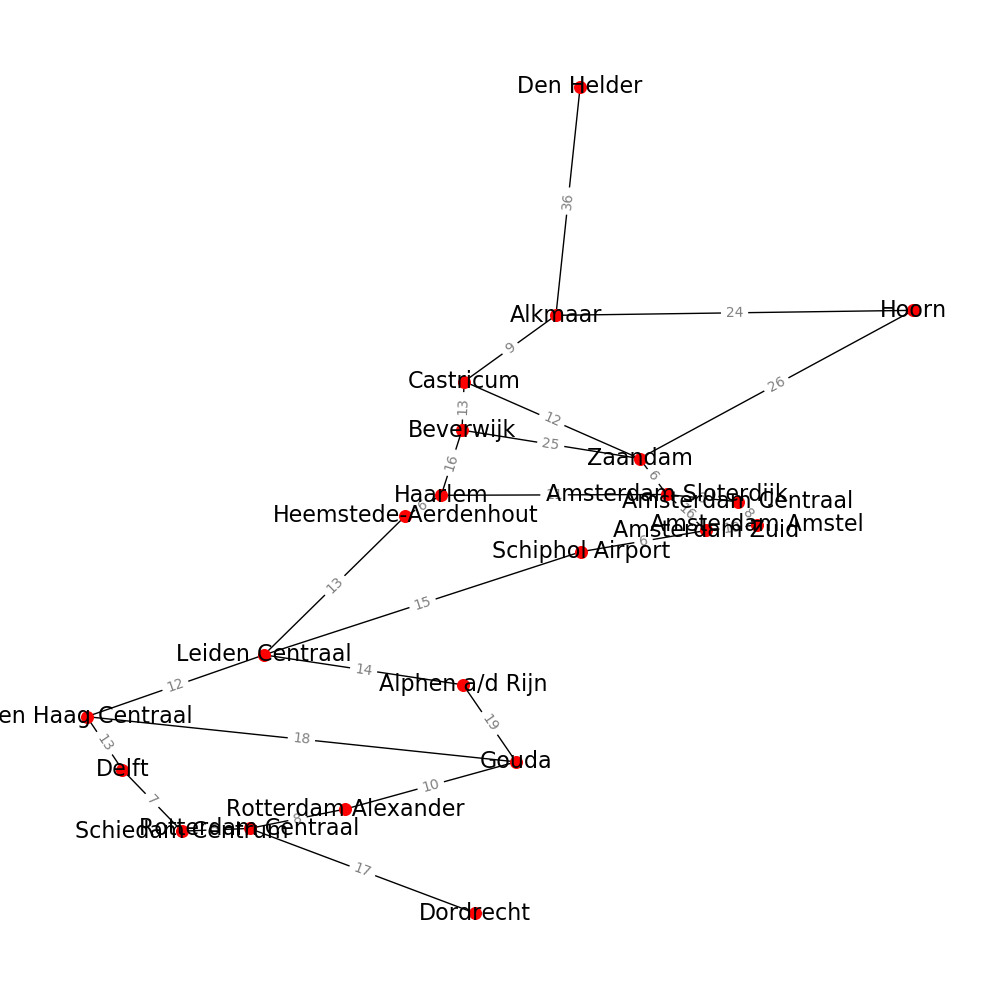 Den Helder
36
Alkmaar
24
Hoorn
9
Castricum
26
13
12
Beverwijk
25
Zaandam
16
6
Haarlem
Amsterdam Sloterdijk
Amsterdam Centraal
16
8
Heemstede-Aerdenhout
Amsterdam Amstel
Amsterdam Zuid
6
Schiphol Airport
13
15
Leiden Centraal
14
Alphen a/d Rijn
12
en Haag Centraal
19
13
18
Gouda
Delft
10
7
Rotterdam Alexander
8
Schiedam Centrum
Rotterdam Centraal
17
Dordrecht